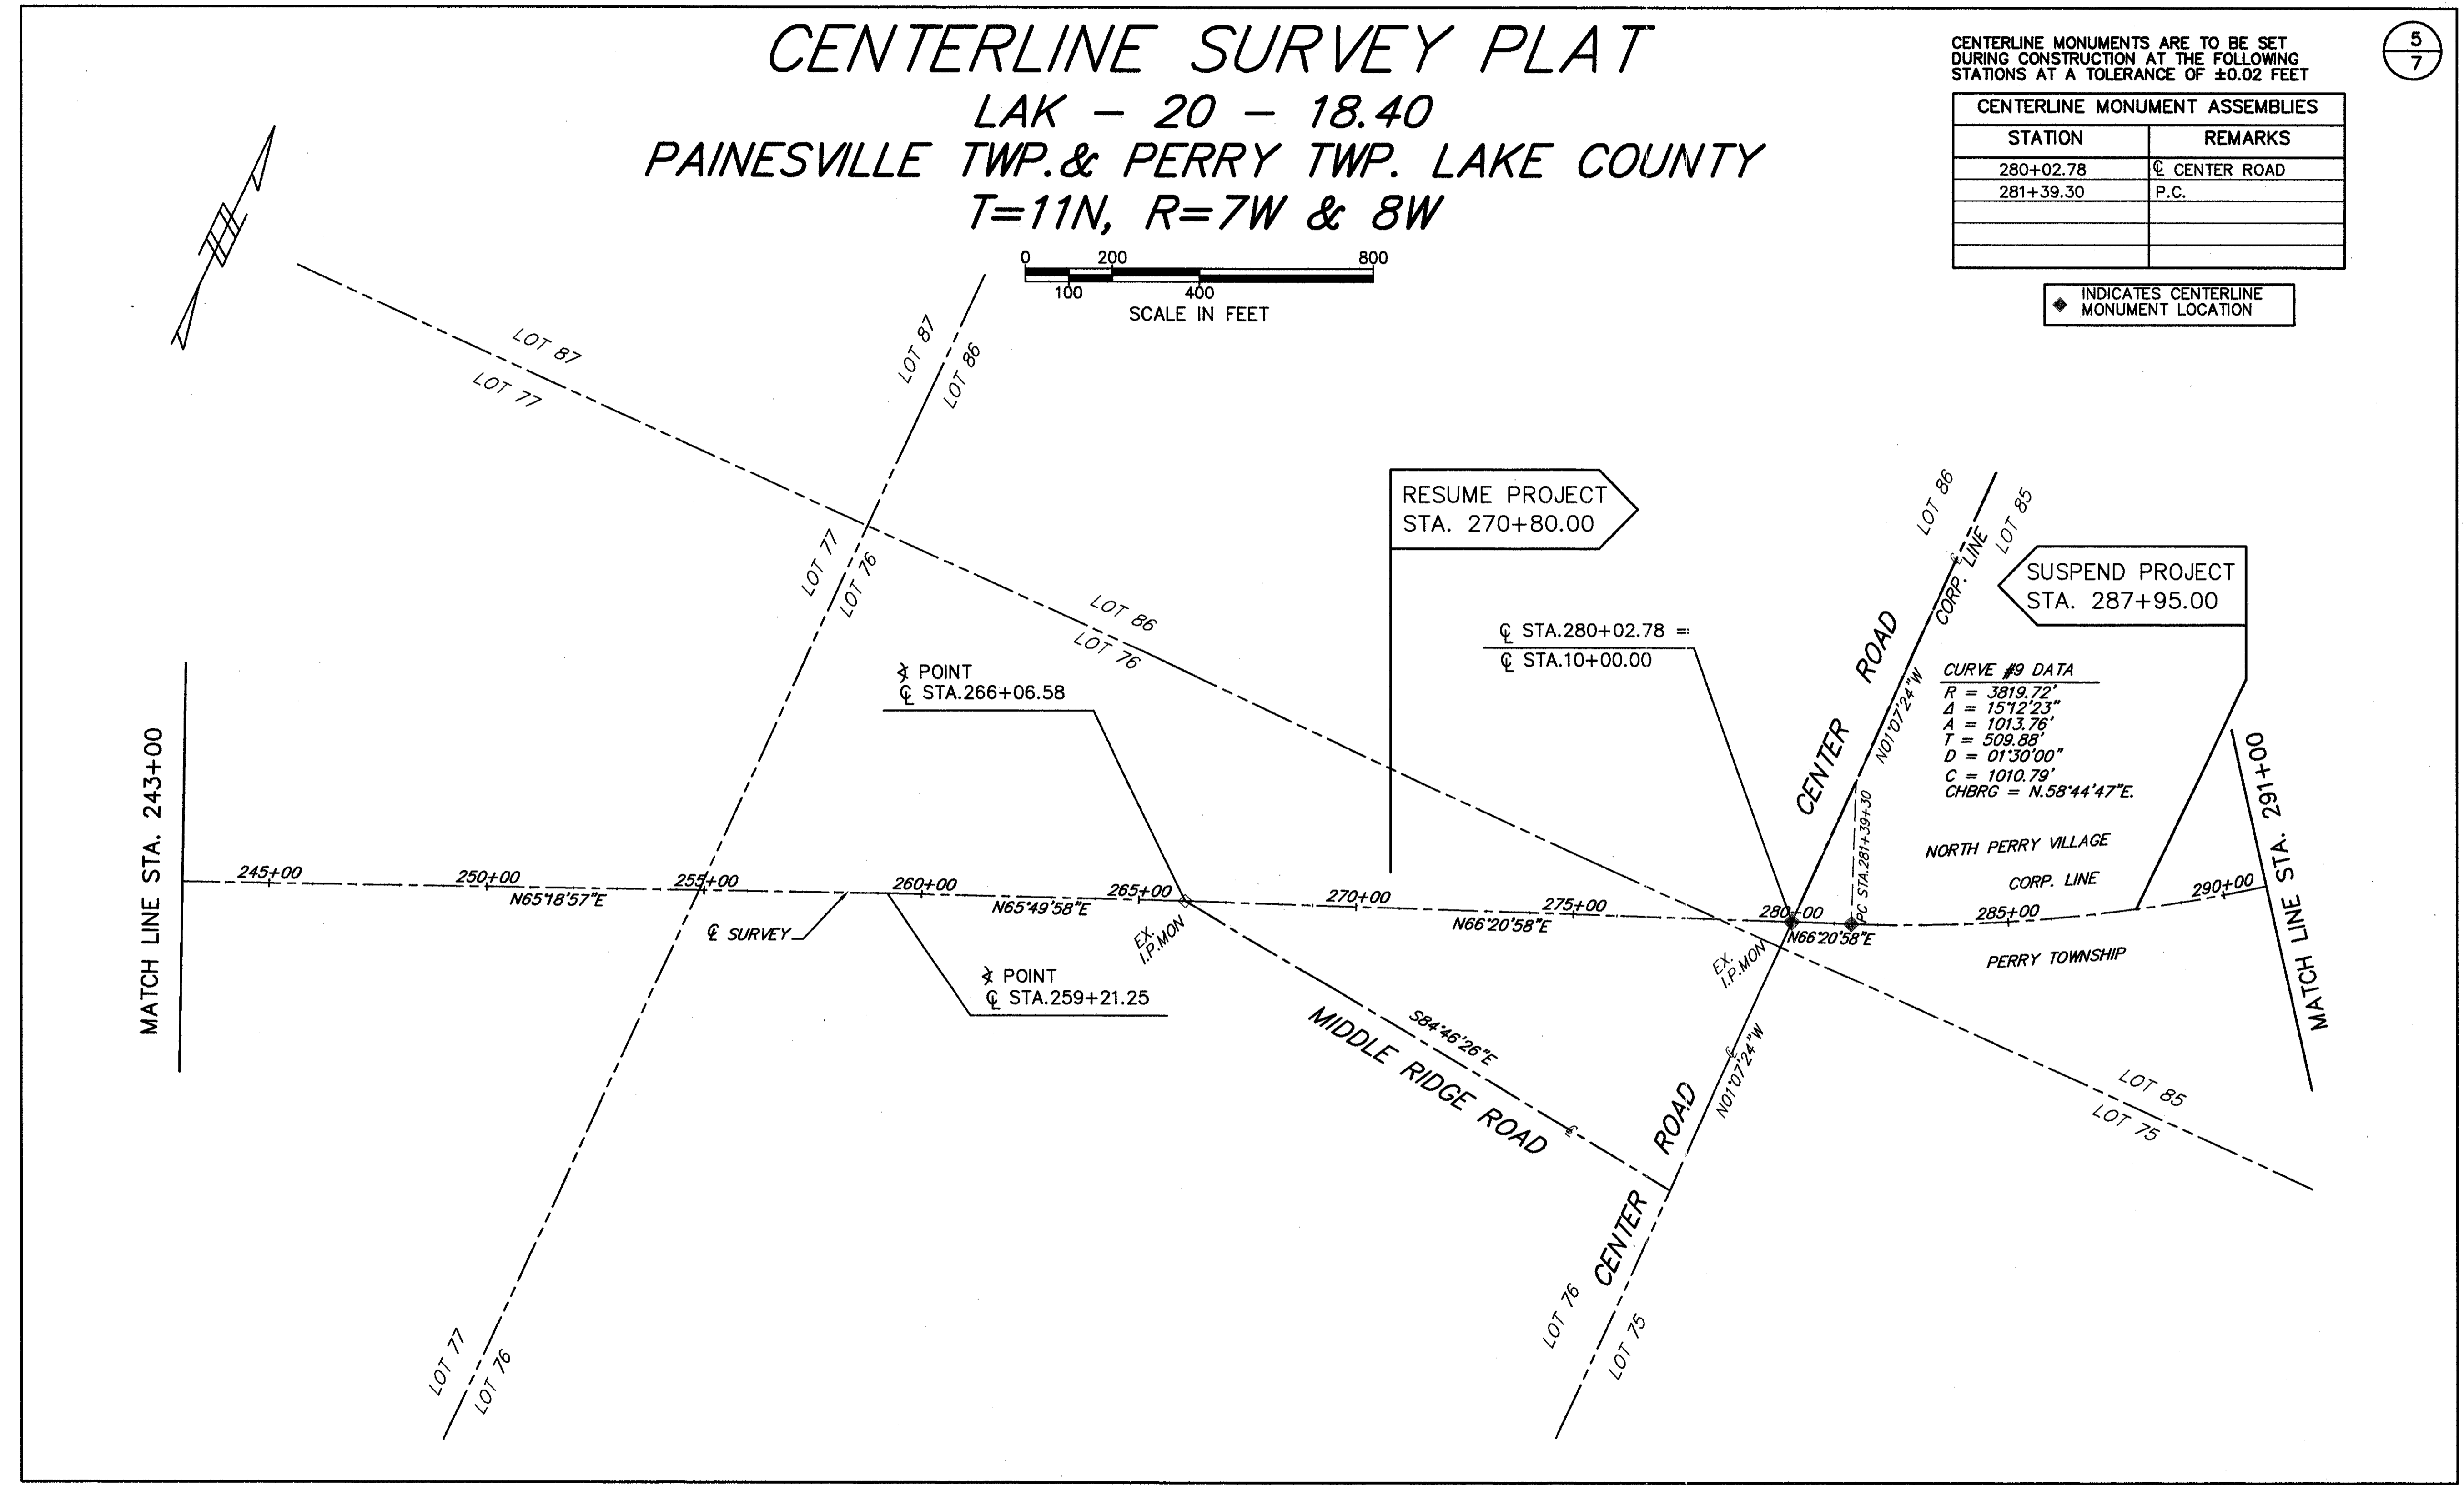 CENTERLINE SURVEY PLAT
LAK - 20 - 18.40
PAINESVILLE TWP.& PERRY TWP. LAKE COUNTY
T=11N, R=7W & 8W
0 200 800
100 400
SCALE IN FEET
CENTERLINE MONUMENTS ARE TO BE SET
DURING CONSTRUCTION AT THE FOLLOWING
STATIONS AT A TOLERANCE OF ±0.02 FEET
5
7
CENTERLINE MONUMENT ASSEMBLIES
STATION REMARKS
280+02.78 ℄ CENTER ROAD
281+39.30 P.C.
INDICATES CENTERLINE
MONUMENT LOCATION
LOT 87
LOT 77
LOT 87
LOT 86
LOT 77
LOT 76
LOT 86
LOT 76
RESUME PROJECT
STA. 270+80.00
LOT 86
LOT 85
CORP. LINE
℄
SUSPEND PROJECT
STA. 287+95.00
℄ STA.280+02.78 =
℄ STA.10+00.00
∡ POINT
℄ STA.266+06.58
CENTER ROAD
N01°07'24"W
CURVE #9 DATA
R = 3819.72'
Δ = 15°12'23"
A = 1013.76'
T = 509.88'
D = 01°30'00"
C = 1010.79'
CHBRG = N.58°44'47"E.
PC STA.281+39+30
NORTH PERRY VILLAGE
CORP. LINE
PERRY TOWNSHIP
MATCH LINE STA. 243+00
245+00
250+00
255+00
260+00
265+00
270+00
275+00
280+00
285+00
290+00
MATCH LINE STA. 291+00
N65°18'57"E
N65°49'58"E
N66°20'58"E
N66°20'58"E
℄ SURVEY
EX.
I.P.MON
EX.
I.P.MON
∡ POINT
℄ STA.259+21.25
S84°46'26"E
MIDDLE RIDGE ROAD
℄
℄
N01°07'24"W
CENTER ROAD
LOT 85
LOT 75
LOT 77
LOT 76
LOT 76
LOT 75